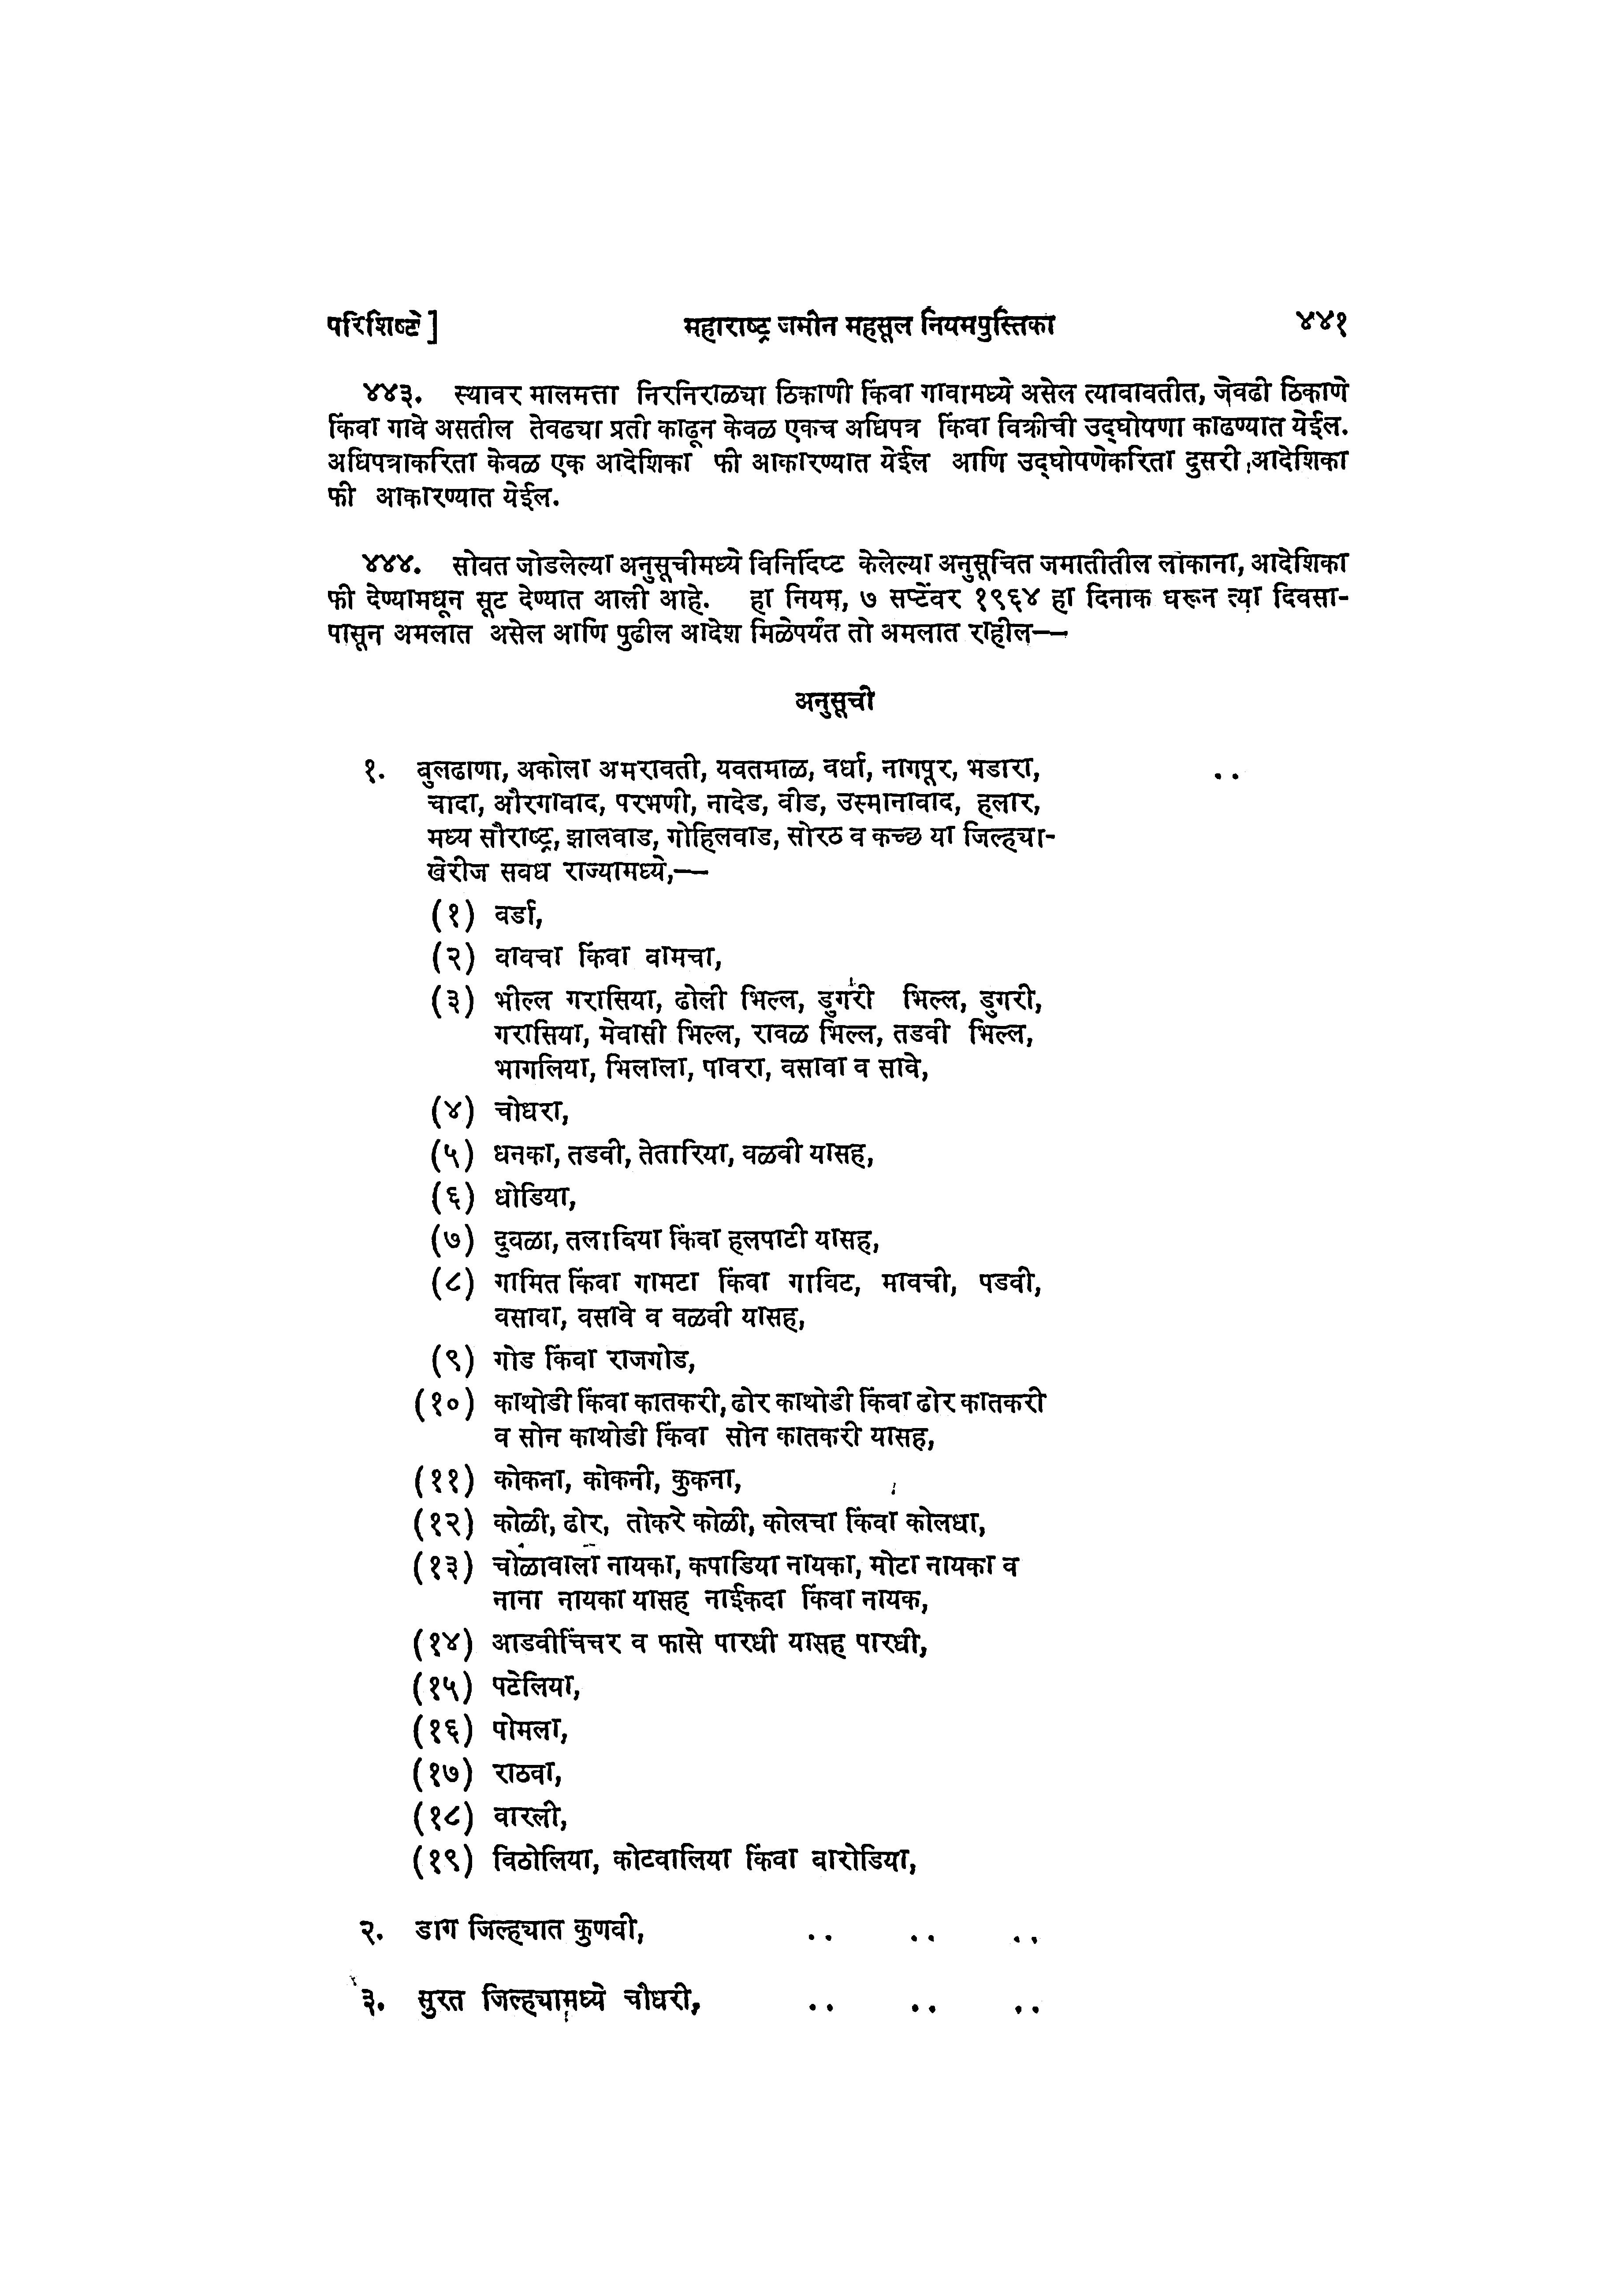 परिशिष्टे] महाराष्ट्र जमीन महसूल नियमपुस्तिका ४४१
४४३. स्थावर मालमत्ता निरनिराळ्या ठिकाणी किंवा गावामध्ये असेल त्यावावतीत, जेवढी ठिकाणे
किंवा गावे असतील तेवढ्या प्रती काढून केवळ एकच अधिपत्र किंवा विक्रीची उद्घोषणा काढण्यात येईल.
अधिपत्राकरिता केवळ एक आदेशिका फी आकारण्यात येईल आणि उद्घोषणेकरिता दुसरी आदेशिका
फी आकारण्यात येईल.
४४४. सोवत जोडलेल्या अनुसूचीमध्ये विनिर्दिष्ट केलेल्या अनुसूचित जमातीतील लोकाना, आदेशिका
फी देण्यामधून सूट देण्यात आली आहे. हा नियम, ७ सप्टेंवर १९६४ हा दिनाक धरून त्या दिवसा-
पासून अमलात असेल आणि पुढील आदेश मिळेपर्यंत तो अमलात राहील—
अनुसूची
१. वुलढाणा, अकोला अमरावती, यवतमाळ, वर्धा, नागपूर, भडारा, ..
चादा, औरगावाद, परभणी, नादेड, वीड, उस्मानावाद, हलार,
मध्य सौराष्ट्र, झालवाड, गोहिलवाड, सोरठ व कच्छ या जिल्ह्या-
खेरीज सवध राज्यामध्ये,—
(१) वर्डा,
(२) वावचा किंवा वामचा,
(३) भील्ल गरासिया, ढोली भिल्ल, डुगरी भिल्ल, डुगरी,
गरासिया, मेवासी भिल्ल, रावळ भिल्ल, तडवी भिल्ल,
भागलिया, भिलाला, पावरा, वसावा व सावे,
(४) चोधरा,
(५) धनका, तडवी, तेतारिया, वळवी यासह,
(६) धोडिया,
(७) दुवळा, तलाविया किंवा हलपाटी यासह,
(८) गामित किंवा गामटा किंवा गाविट, मावची, पडवी,
वसावा, वसावे व वळवी यासह,
(९) गोड किंवा राजगोड,
(१०) काथोडी किंवा कातकरी, ढोर काथोडी किंवा ढोर कातकरी
व सोन काथोडी किंवा सोन कातकरी यासह,
(११) कोकना, कोकनी, कुकना,
(१२) कोळी, ढोर, तोकरे कोळी, कोलचा किंवा कोलधा,
(१३) चोळावाला नायका, कपाडिया नायका, मोटा नायका व
नाना नायका यासह नाईकदा किंवा नायक,
(१४) आडवीचिंचर व फासे पारधी यासह पारधी,
(१५) पटेलिया,
(१६) पोमला,
(१७) राठवा,
(१८) वारली,
(१९) विठोलिया, कोटवालिया किंवा बारोडिया,
२. डाग जिल्ह्यात कुणवी, .. .. ..
३. सुरत जिल्ह्यामध्ये चौधरी, .. .. ..